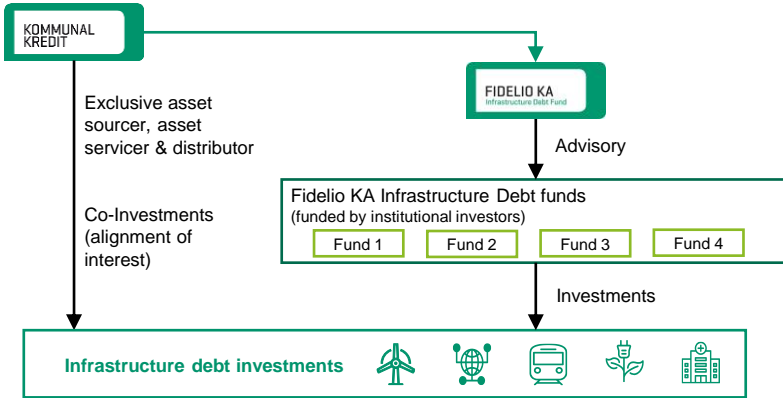 KOMMUNAL
KREDIT
FIDELIO KA
Infrastructure Debt Fund
Exclusive asset
sourcer, asset
servicer & distributor
Advisory
Co-Investments
(alignment of
interest)
Fidelio KA Infrastructure Debt funds
(funded by institutional investors)
Fund 1
Fund 2
Fund 3
Fund 4
Investments
Infrastructure debt investments